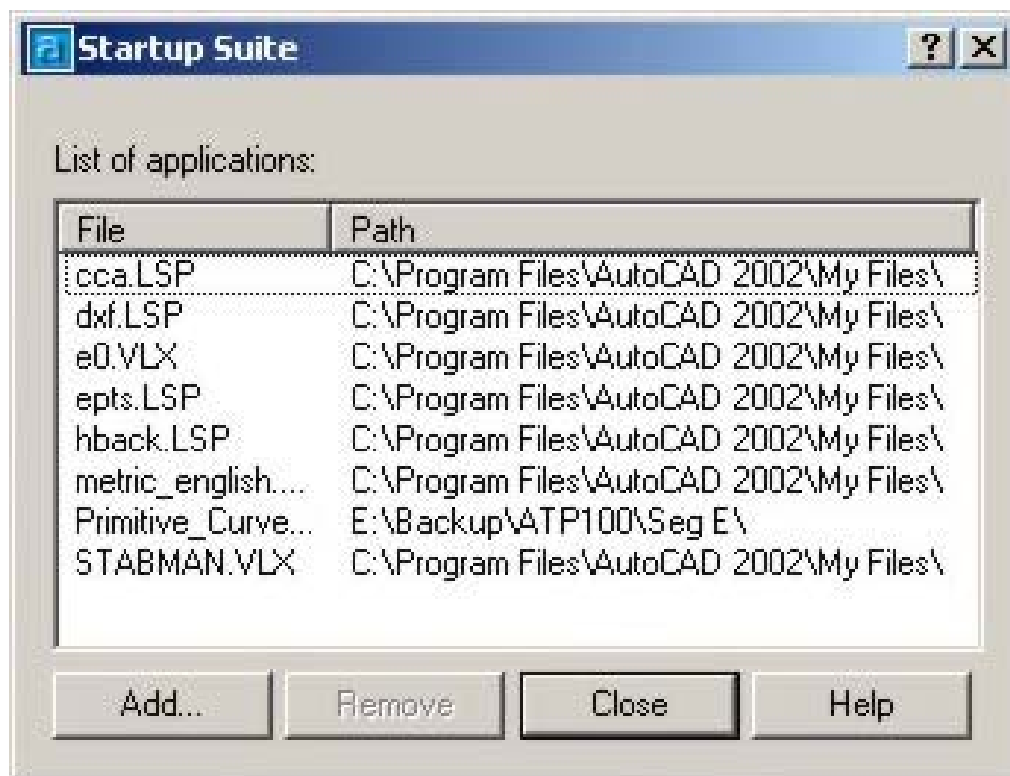 Startup Suite
List of applications:
File Path
cca.LSP C:\Program Files\AutoCAD 2002\My Files\
dxf.LSP C:\Program Files\AutoCAD 2002\My Files\
e0.VLX C:\Program Files\AutoCAD 2002\My Files\
epts.LSP C:\Program Files\AutoCAD 2002\My Files\
hback.LSP C:\Program Files\AutoCAD 2002\My Files\
metric_english.... C:\Program Files\AutoCAD 2002\My Files\
Primitive_Curve... E:\Backup\ATP100\Seg E\
STABMAN.VLX C:\Program Files\AutoCAD 2002\My Files\
Add... Remove Close Help